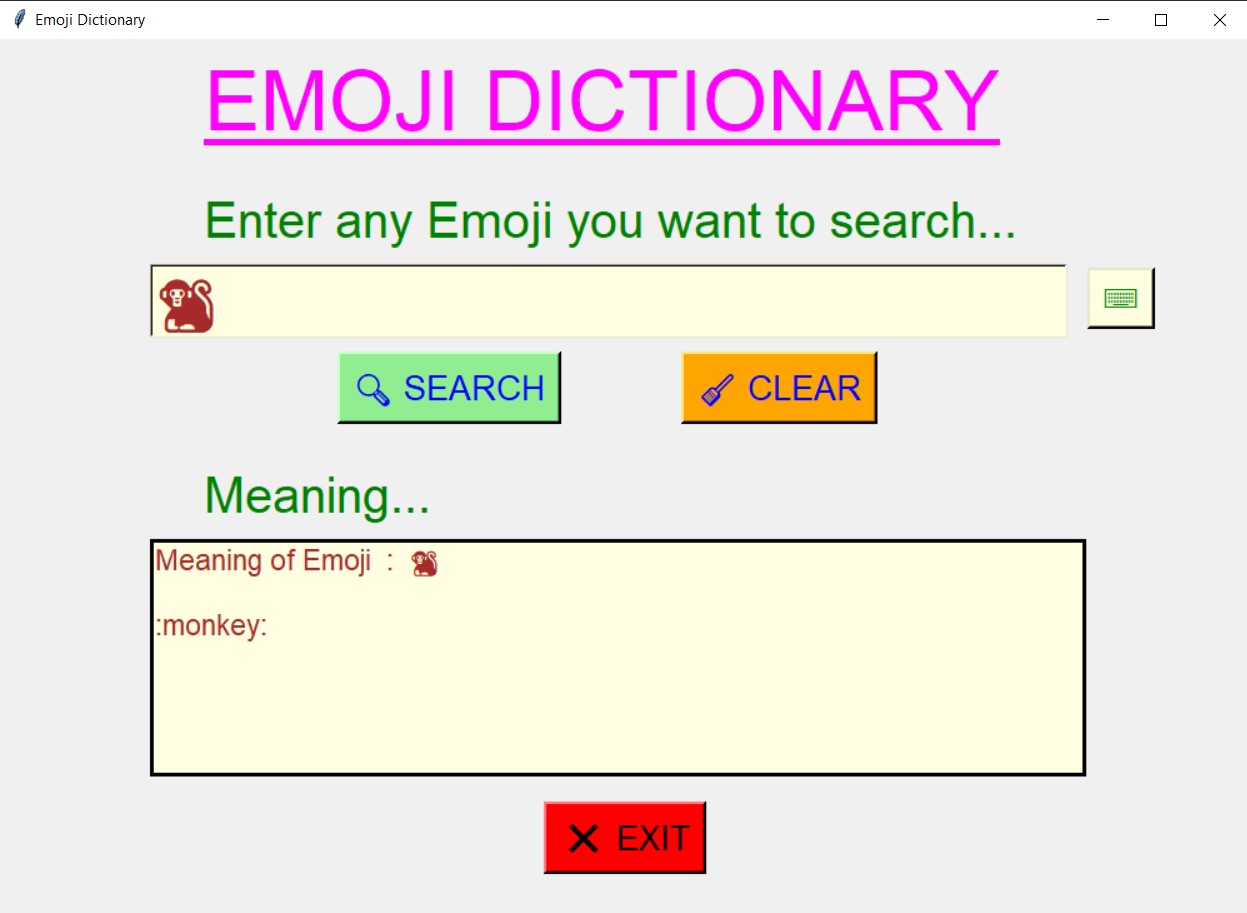 Emoji Dictionary
EMOJI DICTIONARY
Enter any Emoji you want to search...
🐒
🔍 SEARCH
🧹 CLEAR
Meaning...
Meaning of Emoji : 🐒
:monkey:
❌ EXIT